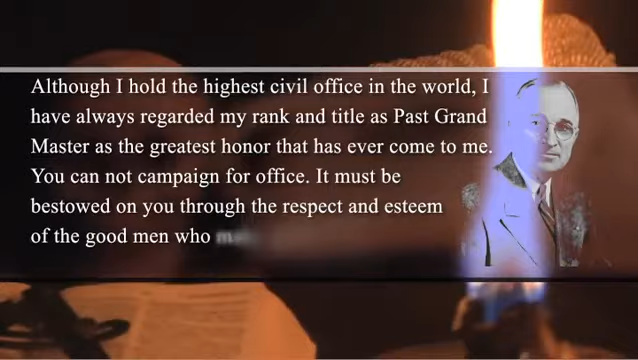 Although I hold the highest civil office in the world, I
have always regarded my rank and title as Past Grand
Master as the greatest honor that has ever come to me.
You can not campaign for office. It must be
bestowed on you through the respect and esteem
of the good men who